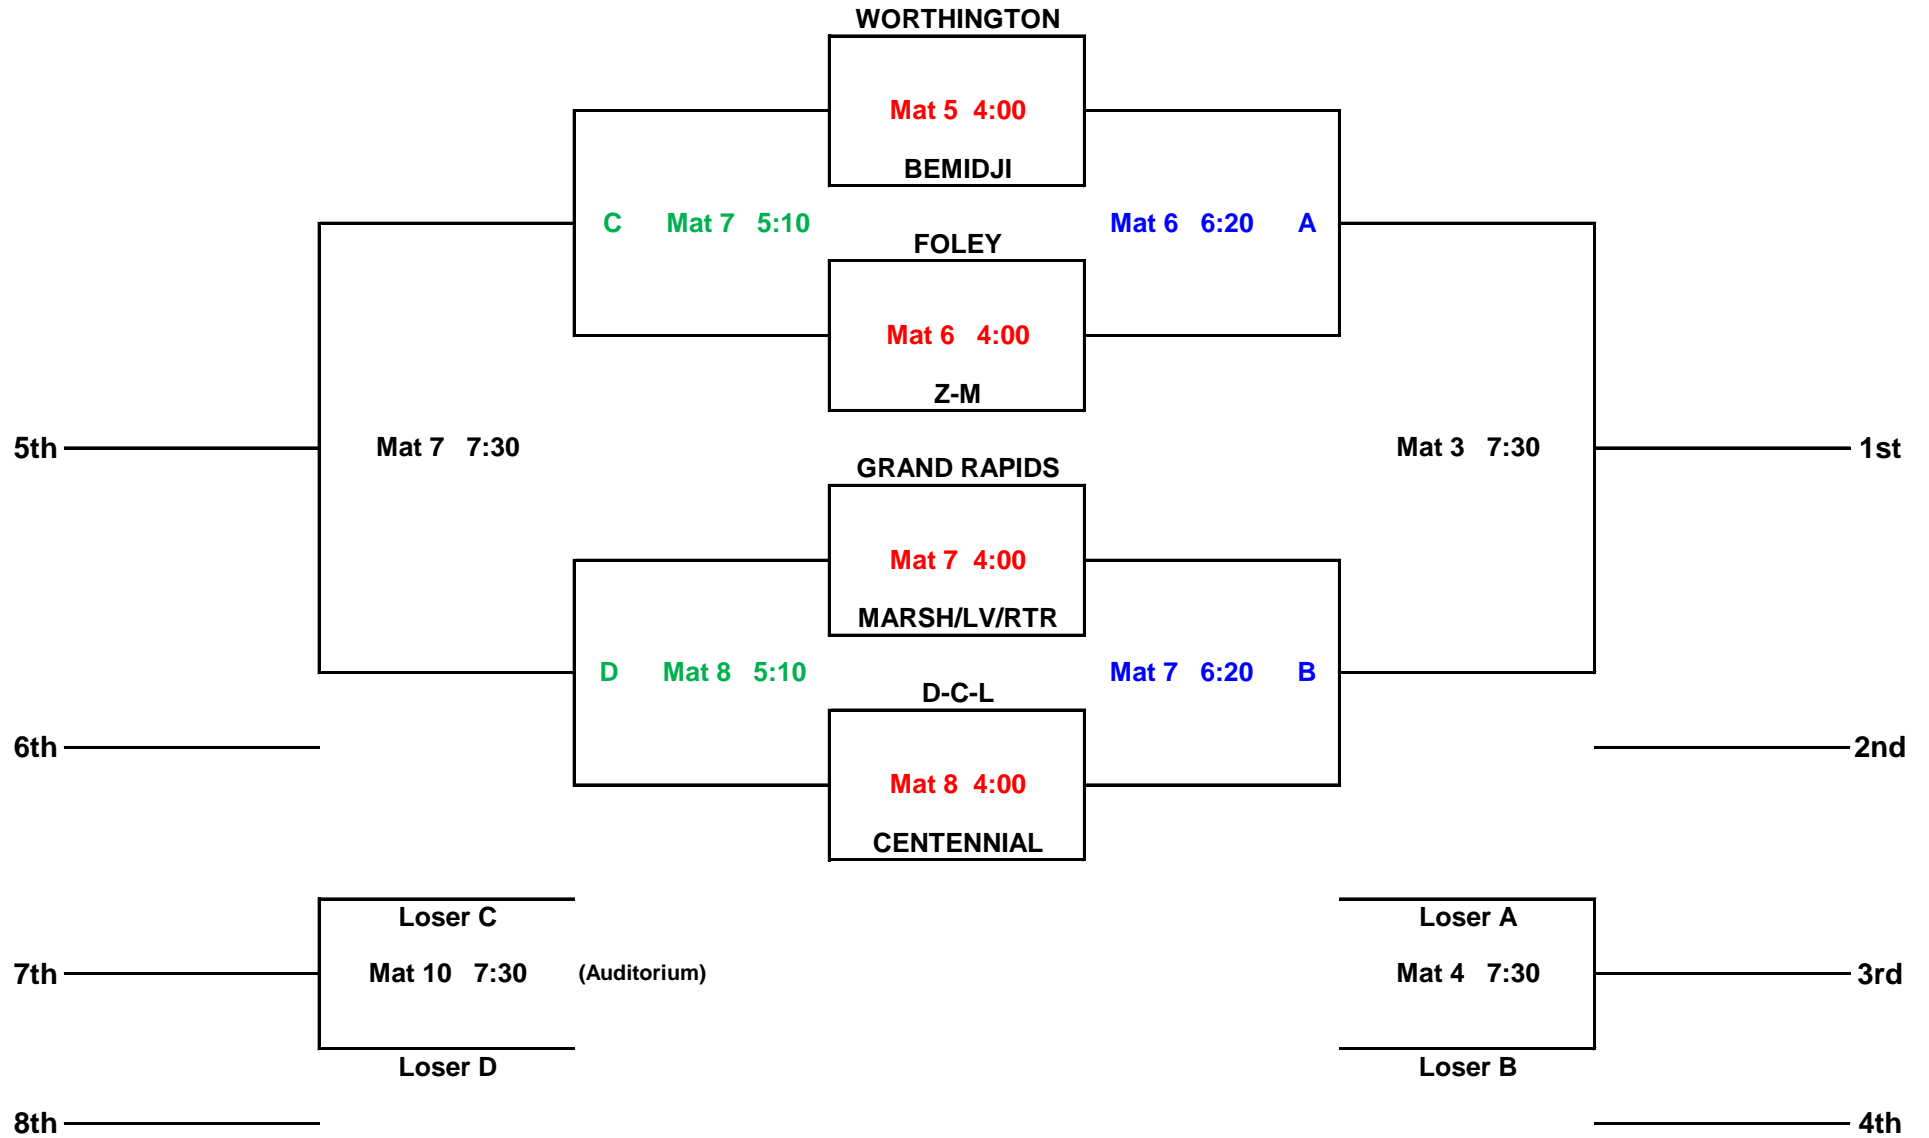 WORTHINGTON
Mat 5 4:00
BEMIDJI
C Mat 7 5:10
Mat 6 6:20 A
FOLEY
Mat 6 4:00
Z-M
5th
Mat 7 7:30
Mat 3 7:30
1st
GRAND RAPIDS
Mat 7 4:00
MARSH/LV/RTR
D Mat 8 5:10
Mat 7 6:20 B
D-C-L
6th
2nd
Mat 8 4:00
CENTENNIAL
Loser C
Loser A
7th
Mat 10 7:30 (Auditorium)
Mat 4 7:30
3rd
Loser D
Loser B
8th
4th